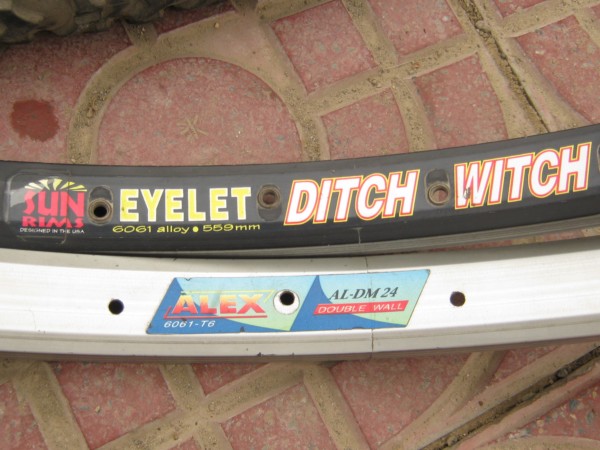 SUN
RIMS
DESIGNED IN THE USA
EYELET
6061 alloy • 559mm
DITCH WITCH
ALEX
6061-T6
AL-DM 24
DOUBLE WALL